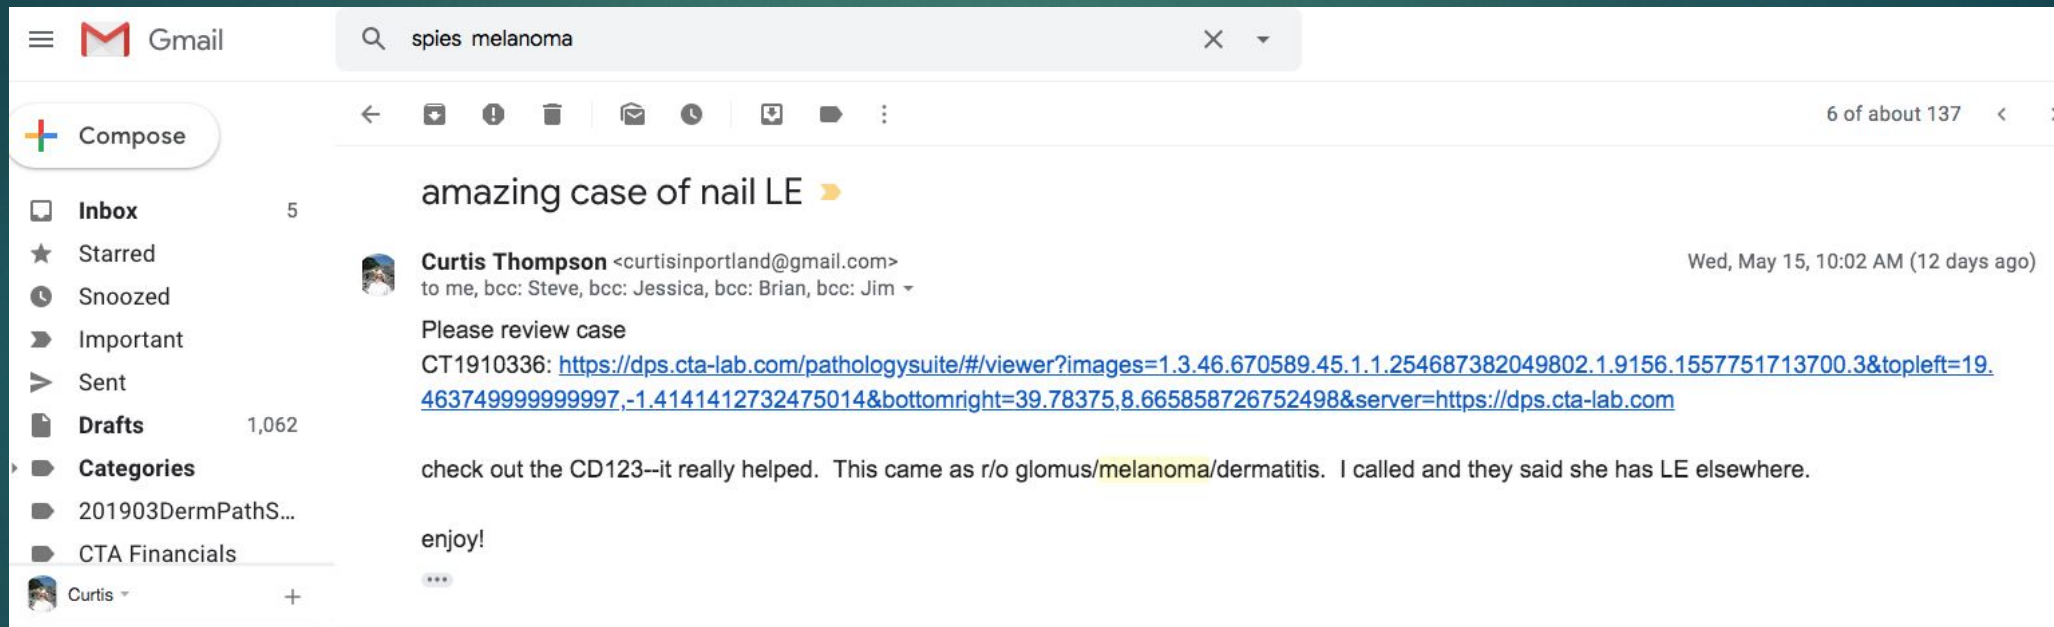 Gmail
spies melanoma
Compose
6 of about 137
Inbox 5
Starred
Snoozed
Important
Sent
Drafts 1,062
Categories
201903DermPathS...
CTA Financials
Curtis
amazing case of nail LE
Curtis Thompson <curtisinportland@gmail.com>
Wed, May 15, 10:02 AM (12 days ago)
to me, bcc: Steve, bcc: Jessica, bcc: Brian, bcc: Jim
Please review case
CT1910336: https://dps.cta-lab.com/pathologysuite/#/viewer?images=1.3.46.670589.45.1.1.254687382049802.1.9156.1557751713700.3&topleft=19.
463749999999997,-1.4141412732475014&bottomright=39.78375,8.665858726752498&server=https://dps.cta-lab.com
check out the CD123--it really helped.  This came as r/o glomus/melanoma/dermatitis.  I called and they said she has LE elsewhere.
enjoy!